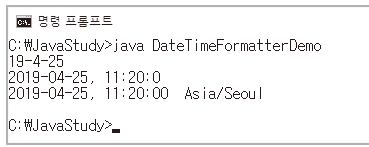 명령 프롬프트
C:₩JavaStudy>java DateTimeFormatterDemo
19-4-25
2019-04-25, 11:20:0
2019-04-25, 11:20:00  Asia/Seoul
C:₩JavaStudy>_